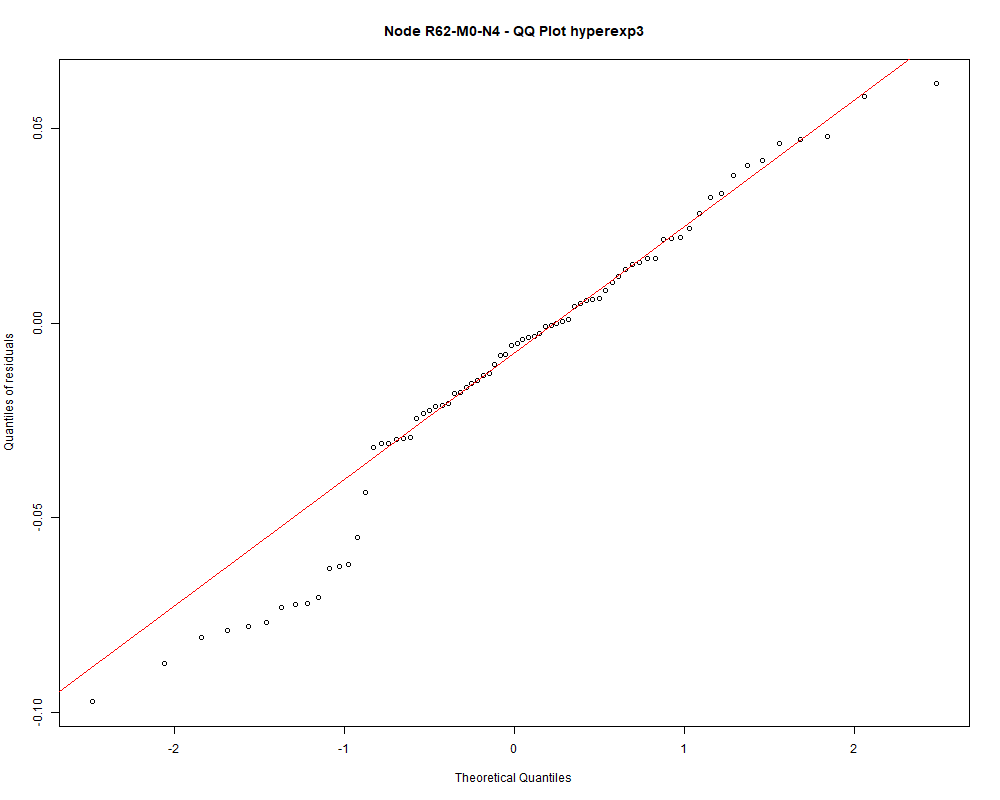 Node R62-M0-N4 - QQ Plot hyperexp3
Quantiles of residuals
0.05
0.00
-0.05
-0.10
-2 -1 0 1 2
Theoretical Quantiles